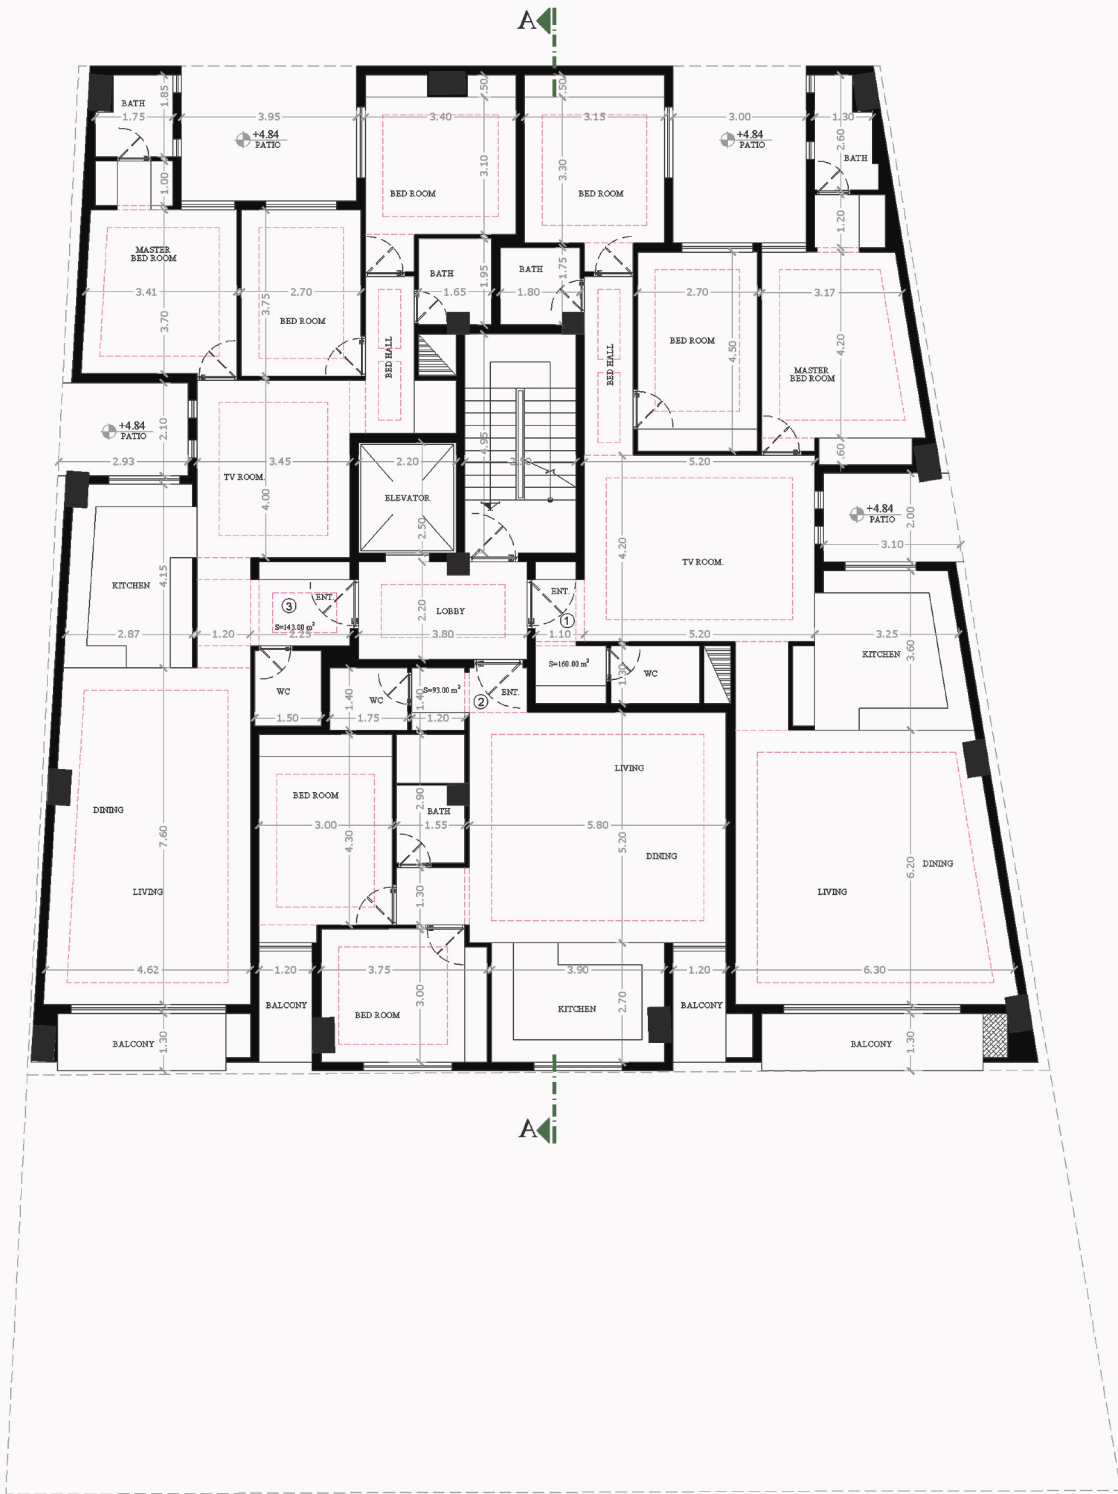 A
BATH
1.75
1.85
3.95
+4.84
PATIO
3.40
.50
3.10
BED ROOM
.50
3.15
3.30
BED ROOM
3.00
+4.84
PATIO
1.30
2.60
BATH
1.00
1.20
MASTER
BED ROOM
3.41
3.70
2.70
3.75
BED ROOM
BATH
1.65
1.95
BATH
1.80
1.75
2.70
BED ROOM
4.50
3.17
4.20
MASTER
BED ROOM
BED HALL
BED HALL
+4.84
PATIO
2.10
2.93
3.45
TV ROOM.
4.00
2.20
ELEVATOR
2.50
4.95
5.20
.60
+4.84
PATIO
2.00
3.10
4.20
TV ROOM.
KITCHEN
4.15
2.87
1.20
ENT.
3
S=143.00 m²
2.25
LOBBY
2.20
3.80
ENT.
1
1.10
5.20
3.25
KITCHEN
3.60
S=160.00 m²
1.30
WC
WC
1.50
1.40
WC
1.75
S=93.00 m²
1.40
1.20
2
ENT.
LIVING
BED ROOM
3.00
4.30
2.90
BATH
1.55
5.80
5.20
DINING
DINING
7.60
LIVING
DINING
6.20
LIVING
1.30
4.62
1.20
3.75
3.90
1.20
6.30
BALCONY
BED ROOM
3.00
KITCHEN
2.70
BALCONY
BALCONY
1.30
BALCONY
1.30
A